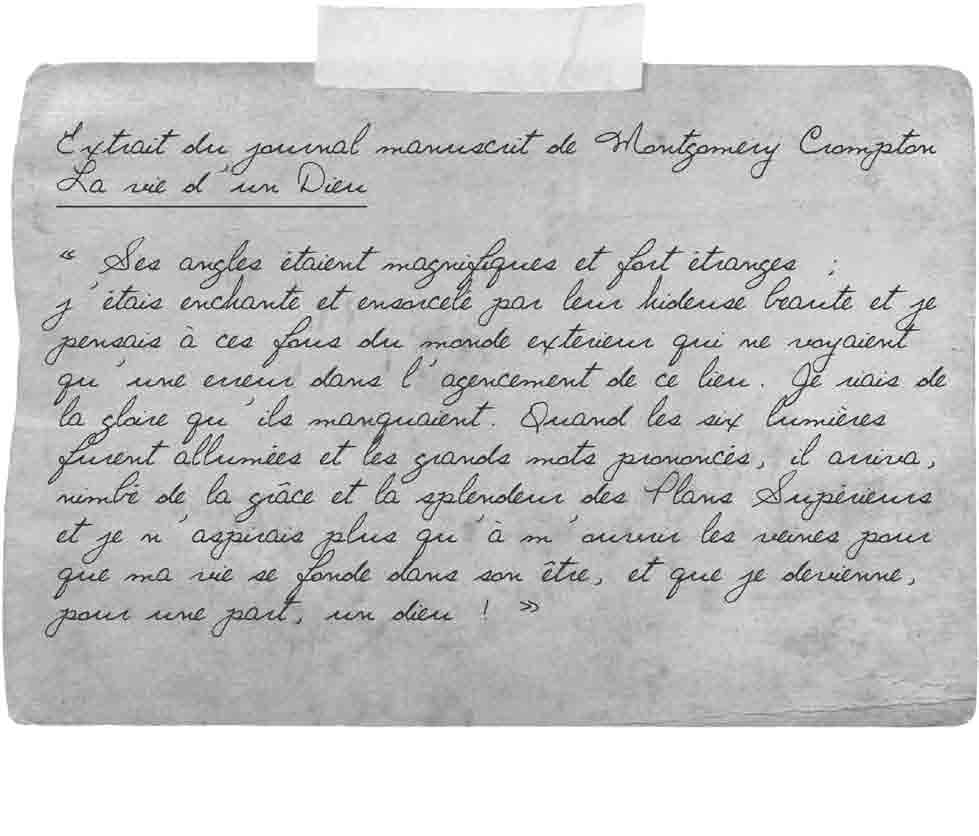 Extrait du journal manuscrit de Montgomery Crompton
La vie d'un Dieu
« Ses angles étaient magnifiques et fort étranges ;
j'étais enchanté et ensorcelé par leur hideuse beauté et je
pensais à ces fous du monde extérieur qui ne voyaient
qu'une erreur dans l'agencement de ce lieu. Je riais de
la gloire qu'ils manquaient. Quand les six lumières
furent allumées et les grands mots prononcés, il arriva,
nimbé de la grâce et la splendeur des Plans Supérieurs
et je n'aspirais plus qu'à m'ouvrir les veines pour
que ma vie se fonde dans son être, et que je devienne,
pour une part, un dieu ! »